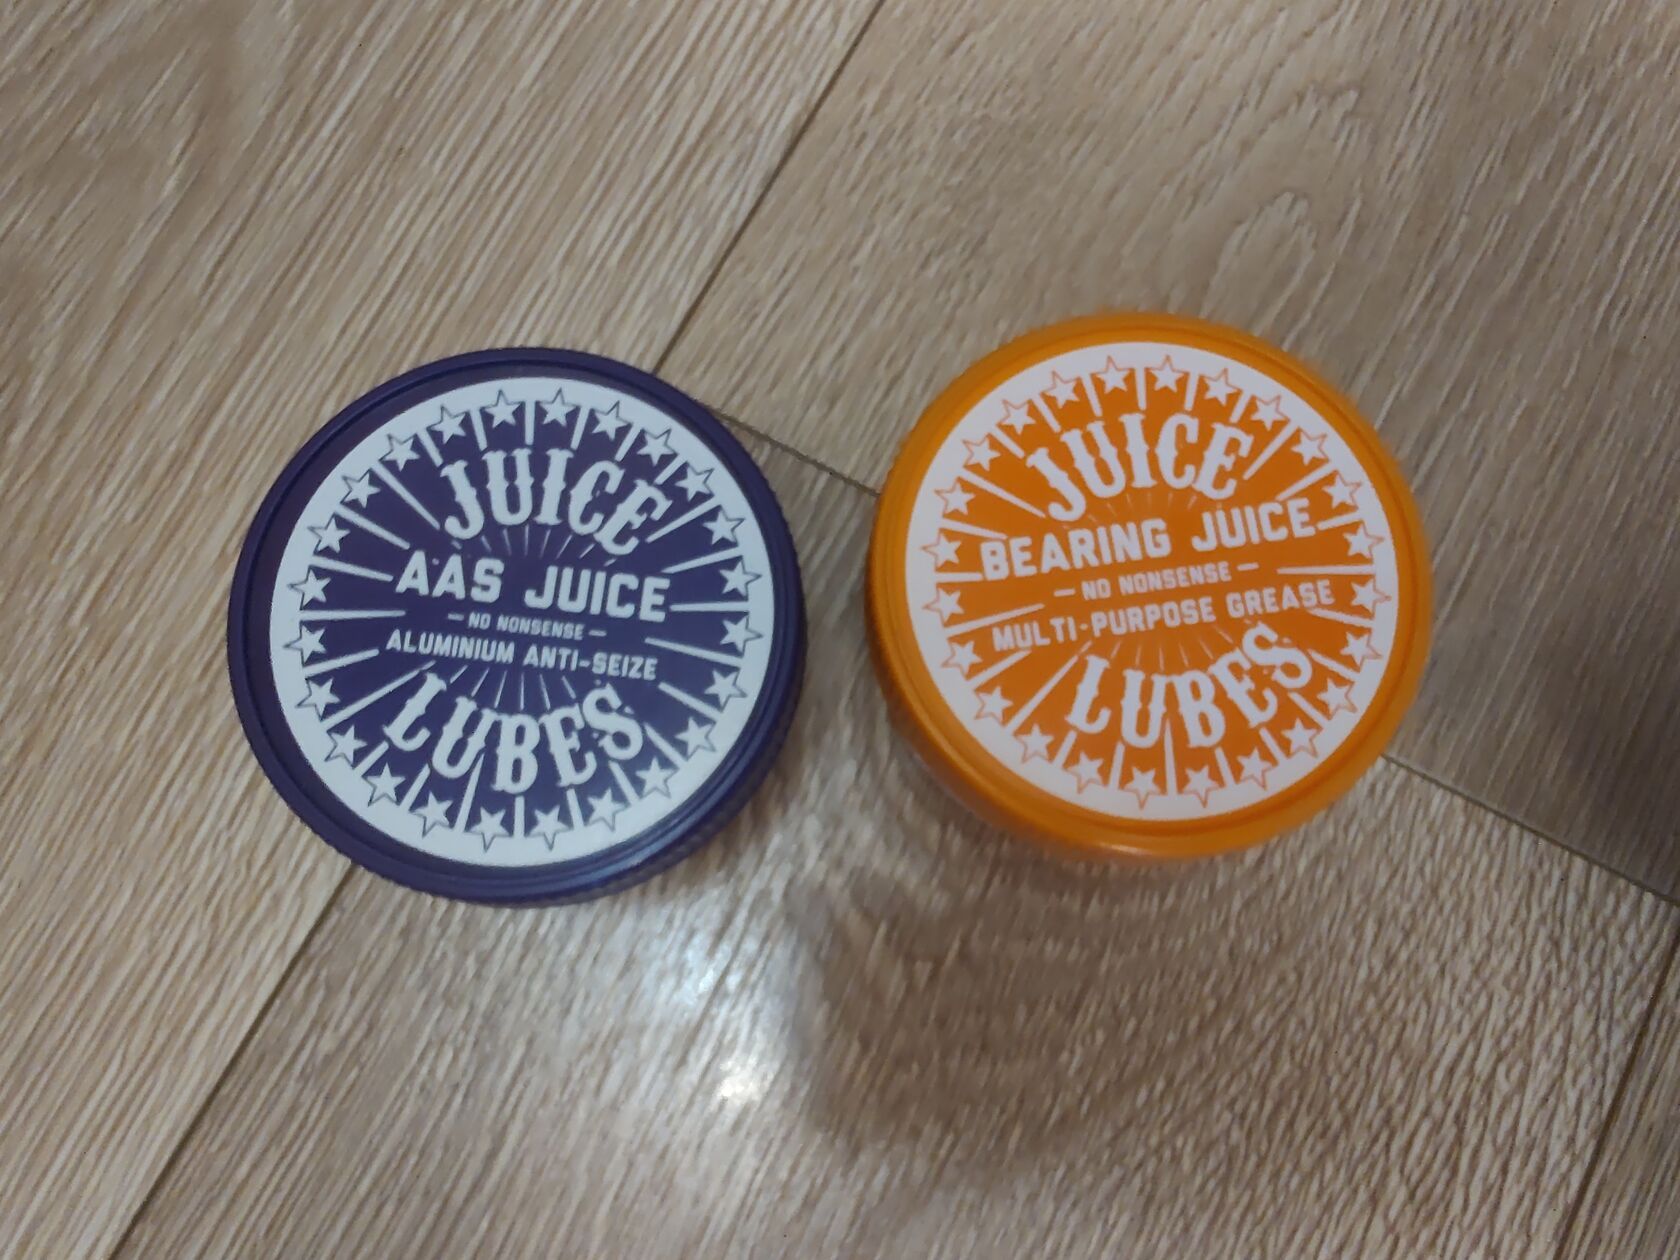 JUICE
AAS JUICE
– NO NONSENSE –
ALUMINIUM ANTI-SEIZE
LUBES
JUICE
BEARING JUICE
– NO NONSENSE –
MULTI-PURPOSE GREASE
LUBES